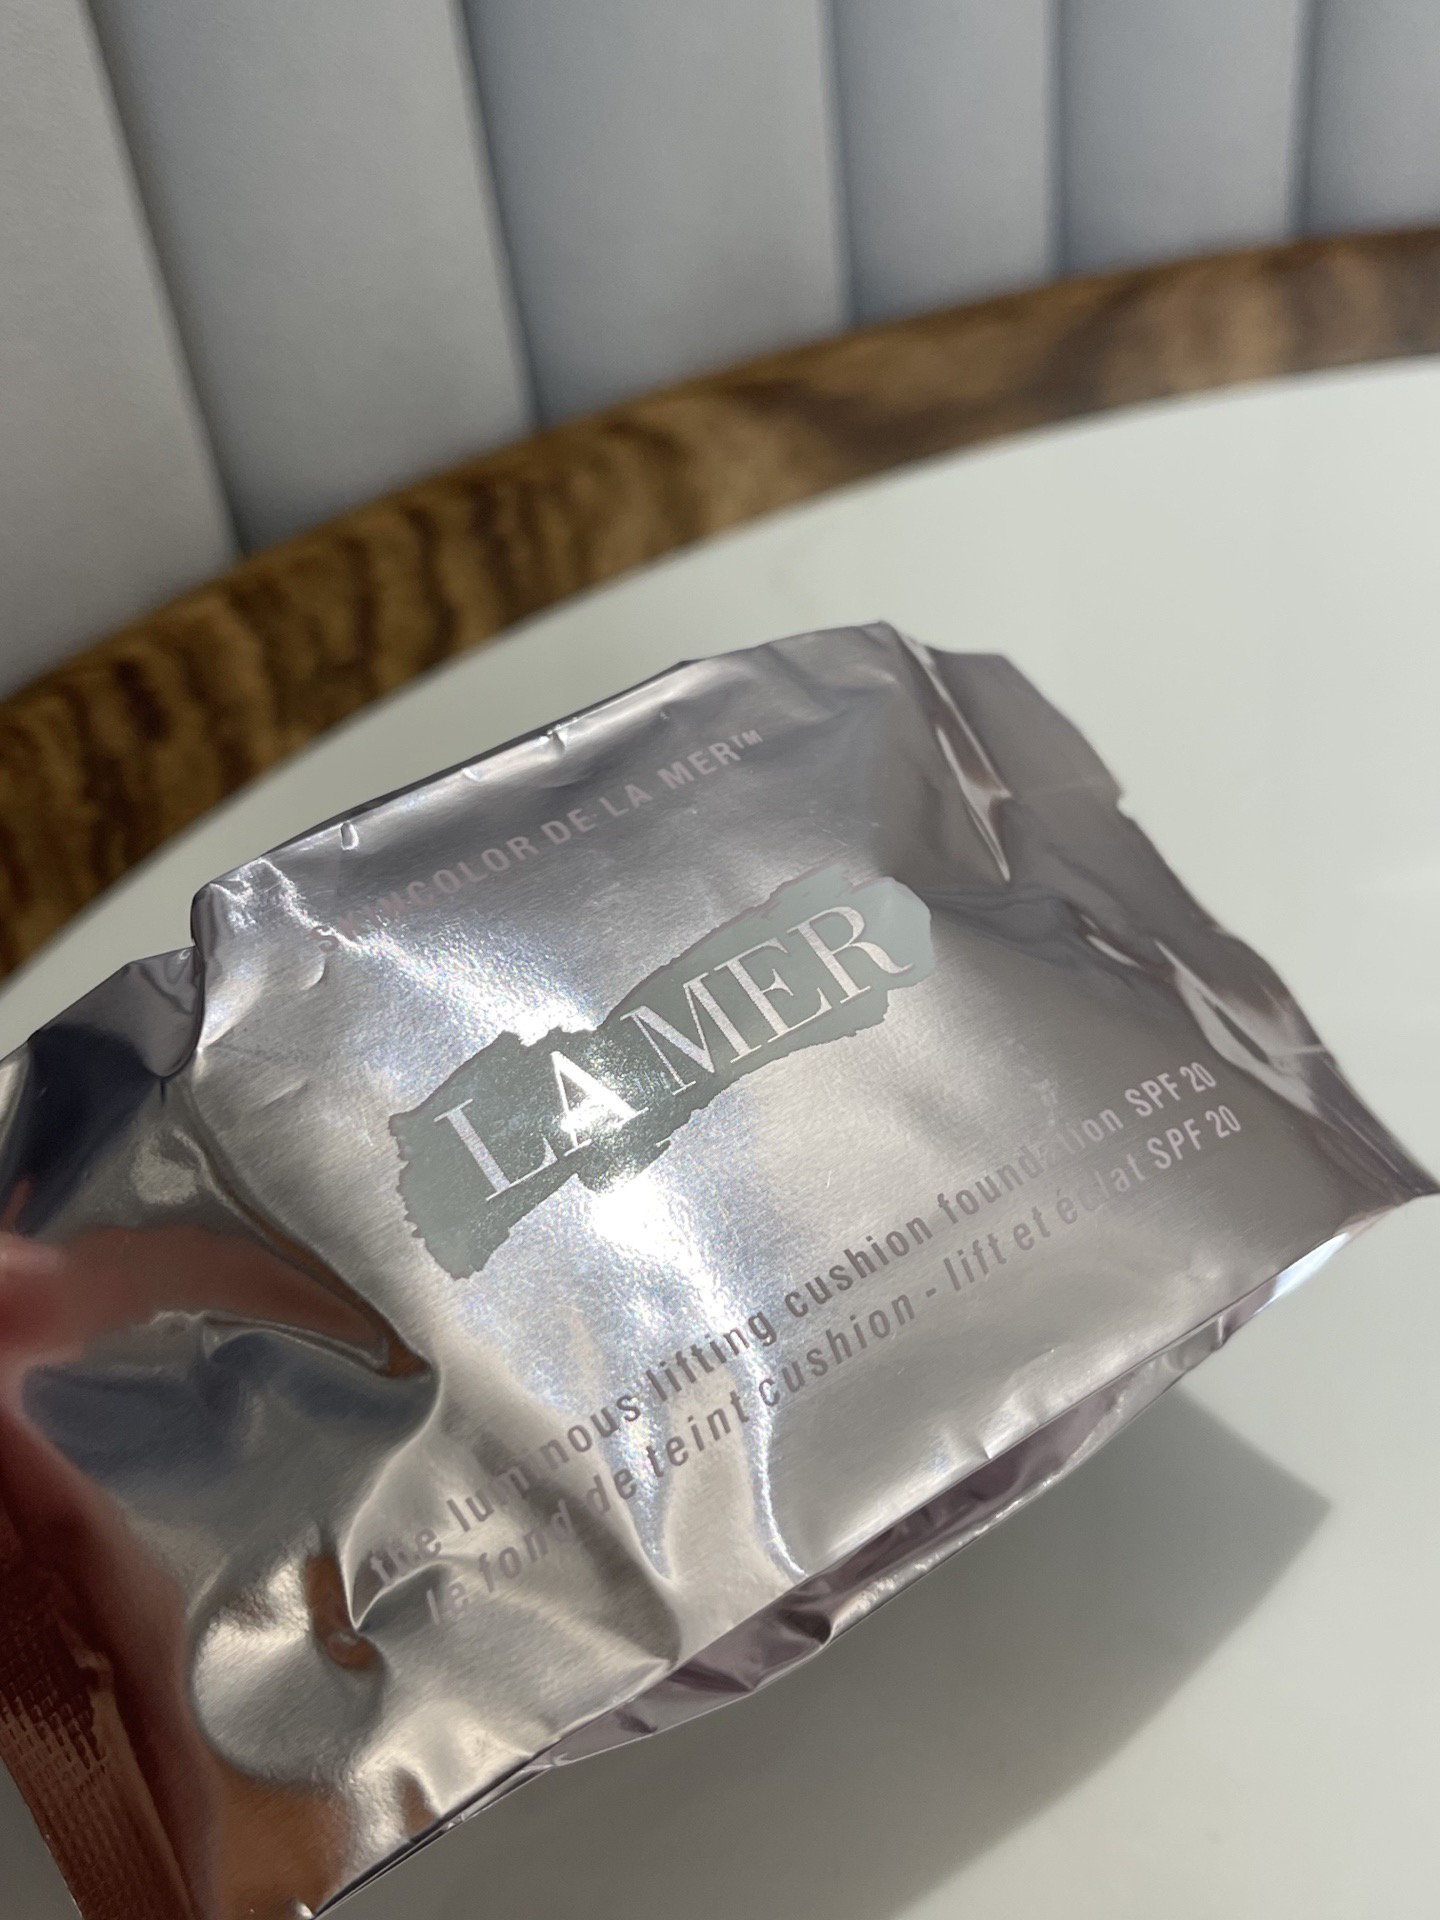 SKINCOLOR DE LA MER™
LA MER
the luminous lifting cushion foundation SPF 20
le fond de teint cushion - lift et éclat SPF 20